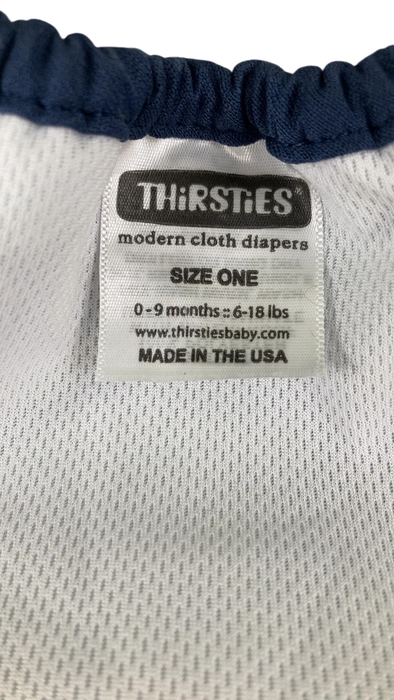 THiRSTiES®
modern cloth diapers
SIZE ONE
0-9 months :: 6-18 lbs
www.thirstiesbaby.com
MADE IN THE USA